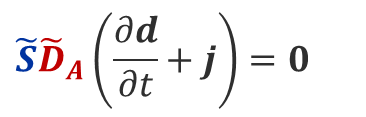 S̃D̃_A (∂d/∂t + j) = 0